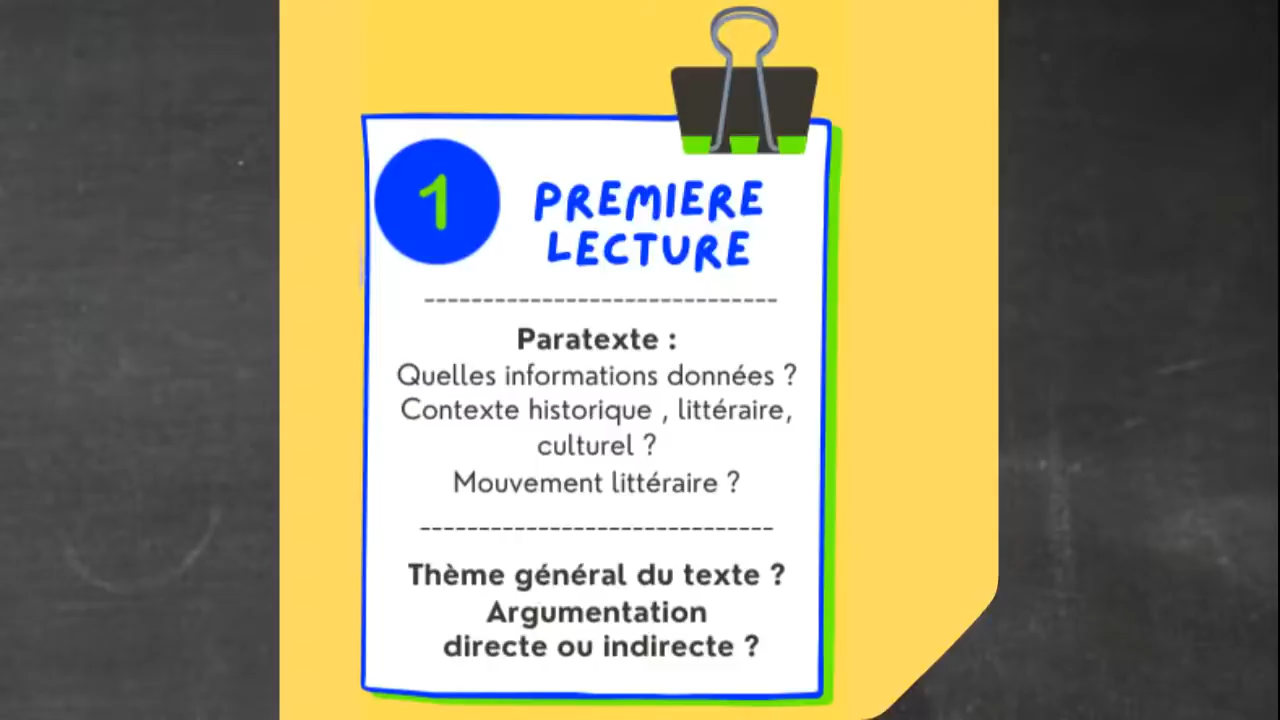 1
PREMIERE
LECTURE
------------------------------
Paratexte :
Quelles informations données ?
Contexte historique , littéraire,
culturel ?
Mouvement littéraire ?
------------------------------
Thème général du texte ?
Argumentation
directe ou indirecte ?